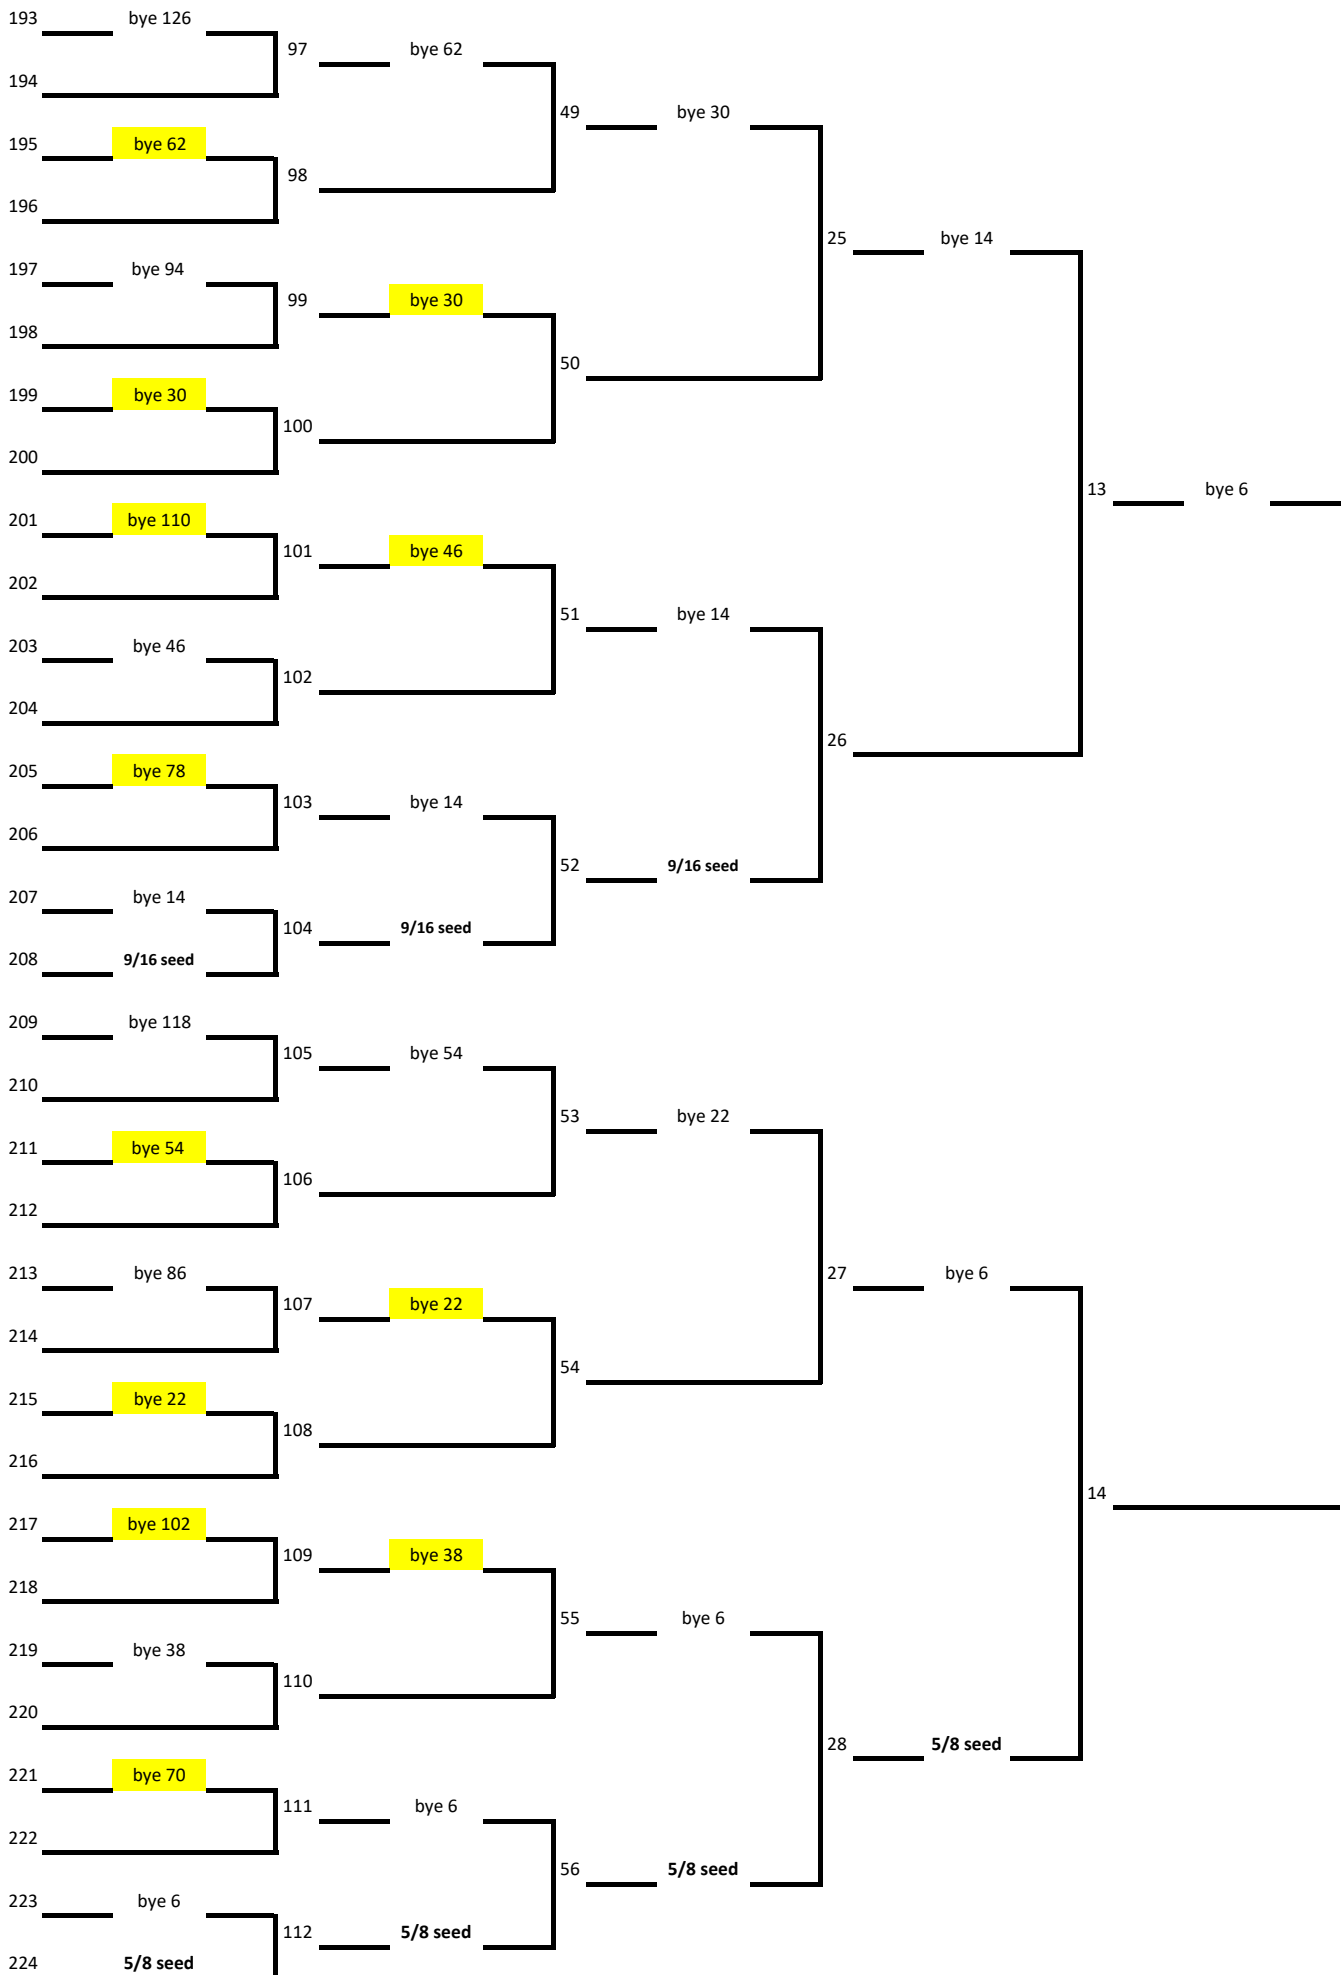 193 bye 126
97 bye 62
194
49 bye 30
195 bye 62
98
196
25 bye 14
197 bye 94
99 bye 30
198
50
199 bye 30
100
200
13 bye 6
201 bye 110
101 bye 46
202
51 bye 14
203 bye 46
102
204
26
205 bye 78
103 bye 14
206
52 9/16 seed
207 bye 14
104 9/16 seed
208 9/16 seed
209 bye 118
105 bye 54
210
53 bye 22
211 bye 54
106
212
27 bye 6
213 bye 86
107 bye 22
214
54
215 bye 22
108
216
14
217 bye 102
109 bye 38
218
55 bye 6
219 bye 38
110
220
28 5/8 seed
221 bye 70
111 bye 6
222
56 5/8 seed
223 bye 6
112 5/8 seed
224 5/8 seed